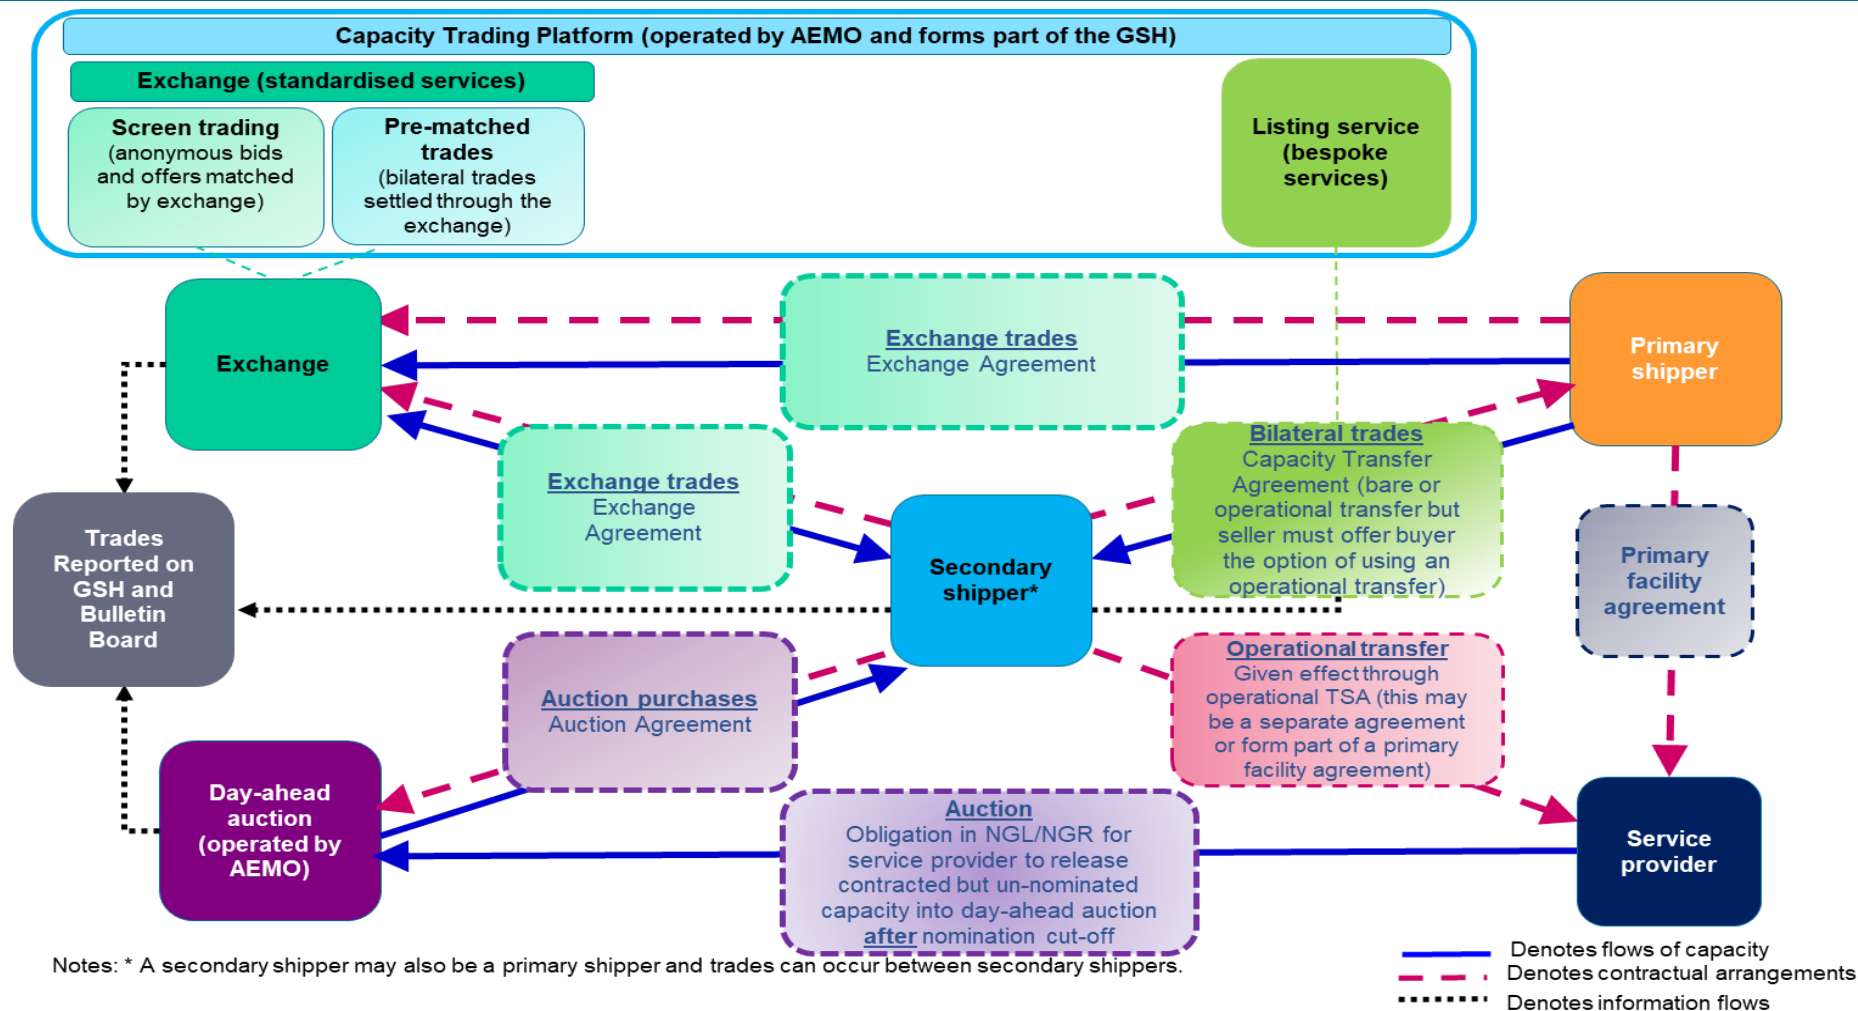 Capacity Trading Platform (operated by AEMO and forms part of the GSH)
Exchange (standardised services)
Screen trading
(anonymous bids
and offers matched
by exchange)
Pre-matched
trades
(bilateral trades
settled through the
exchange)
Listing service
(bespoke
services)
Exchange
Exchange trades
Exchange Agreement
Primary
shipper
Exchange trades
Exchange
Agreement
Bilateral trades
Capacity Transfer
Agreement (bare or
operational transfer but
seller must offer buyer
the option of using an
operational transfer)
Trades
Reported on
GSH and
Bulletin
Board
Secondary
shipper*
Primary
facility
agreement
Auction purchases
Auction Agreement
Operational transfer
Given effect through
operational TSA (this may
be a separate agreement
or form part of a primary
facility agreement)
Day-ahead
auction
(operated by
AEMO)
Auction
Obligation in NGL/NGR for
service provider to release
contracted but un-nominated
capacity into day-ahead auction
after nomination cut-off
Service
provider
Notes: * A secondary shipper may also be a primary shipper and trades can occur between secondary shippers.
Denotes flows of capacity
Denotes contractual arrangements
Denotes information flows